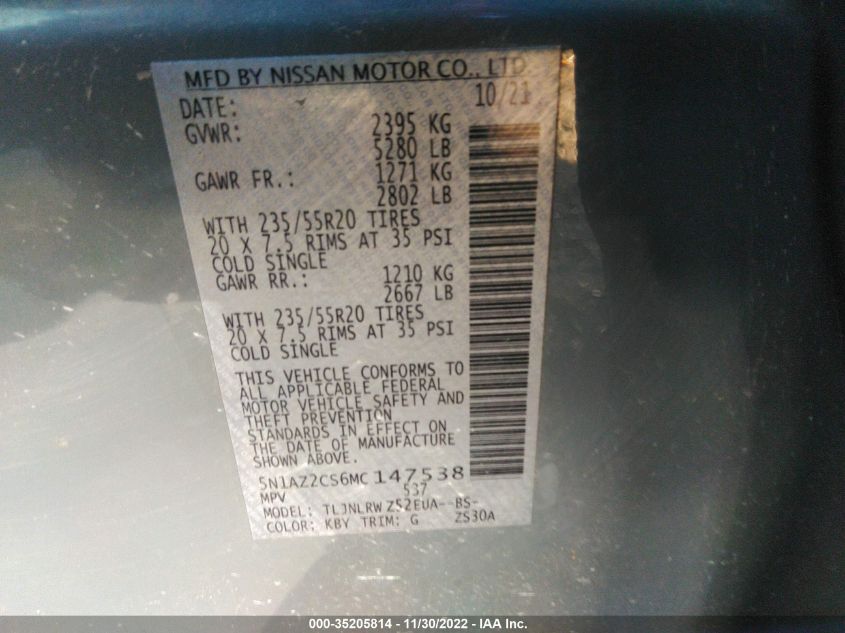 MFD BY NISSAN MOTOR CO., LTD
DATE: 10/21
GVWR: 2395 KG
5280 LB
GAWR FR.: 1271 KG
2802 LB
WITH 235/55R20 TIRES
20 X 7.5 RIMS AT 35 PSI
COLD SINGLE
GAWR RR.: 1210 KG
2667 LB
WITH 235/55R20 TIRES
20 X 7.5 RIMS AT 35 PSI
COLD SINGLE
THIS VEHICLE CONFORMS TO
ALL APPLICABLE FEDERAL
MOTOR VEHICLE SAFETY AND
THEFT PREVENTION
STANDARDS IN EFFECT ON
THE DATE OF MANUFACTURE
SHOWN ABOVE.
5N1AZ2CS6MC147538
MPV 537
MODEL: TLJNLRW ZS2EUA--BS-
COLOR: KBY TRIM: G ZS30A
000-35205814 - 11/30/2022 - IAA Inc.